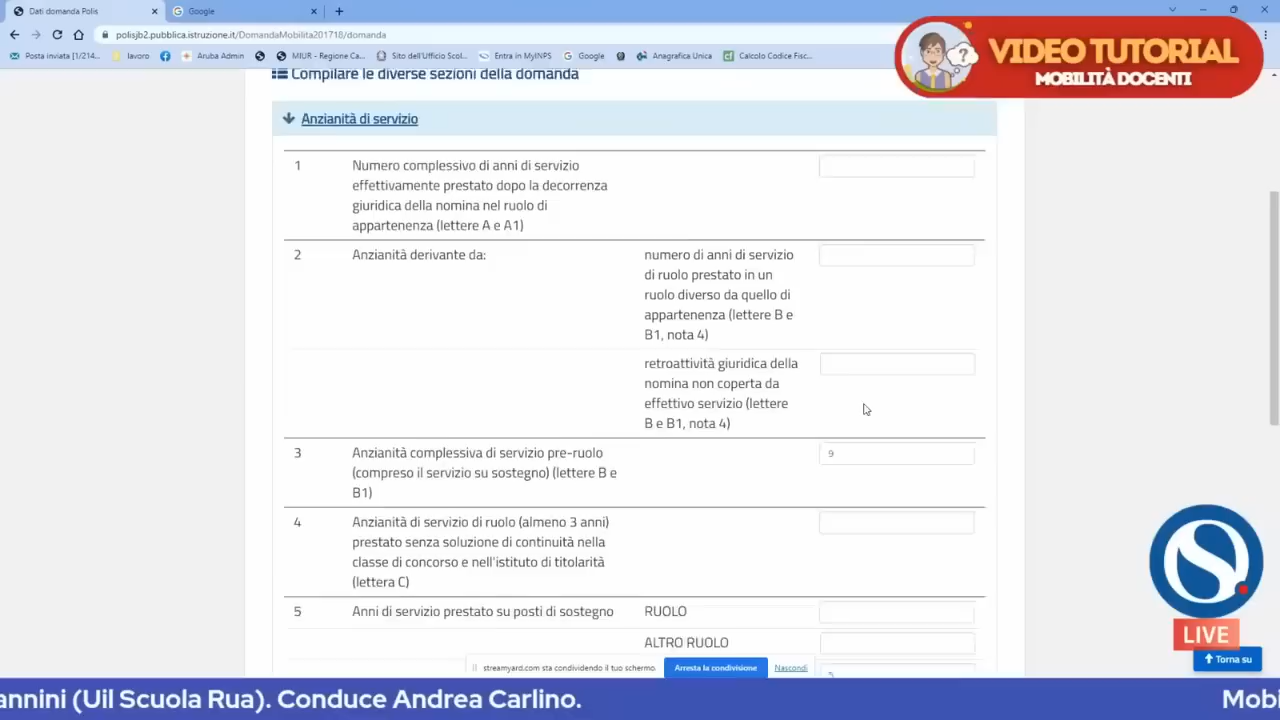 Dati domanda Polis
Google
polisjb2.pubblica.istruzione.it/DomandaMobilita201718/domanda
Posta inviata [1/214...
lavoro
Aruba Admin
MIUR - Regione Ca...
Sito dell'Ufficio Scol...
Entra in MyINPS
Google
Anagrafica Unica
Calcolo Codice Fisc...
VIDEO TUTORIAL
MOBILITÀ DOCENTI
Compilare le diverse sezioni della domanda
Anzianità di servizio
1
Numero complessivo di anni di servizio
effettivamente prestato dopo la decorrenza
giuridica della nomina nel ruolo di
appartenenza (lettere A e A1)
2
Anzianità derivante da:
numero di anni di servizio
di ruolo prestato in un
ruolo diverso da quello di
appartenenza (lettere B e
B1, nota 4)
retroattività giuridica della
nomina non coperta da
effettivo servizio (lettere
B e B1, nota 4)
3
Anzianità complessiva di servizio pre-ruolo
(compreso il servizio su sostegno) (lettere B e
B1)
9
4
Anzianità di servizio di ruolo (almeno 3 anni)
prestato senza soluzione di continuità nella
classe di concorso e nell'istituto di titolarità
(lettera C)
5
Anni di servizio prestato su posti di sostegno
RUOLO
ALTRO RUOLO
streamyard.com sta condividendo il tuo schermo.
Arresta la condivisione
Nascondi
S
LIVE
Torna su
annini (Uil Scuola Rua). Conduce Andrea Carlino.
Mobi